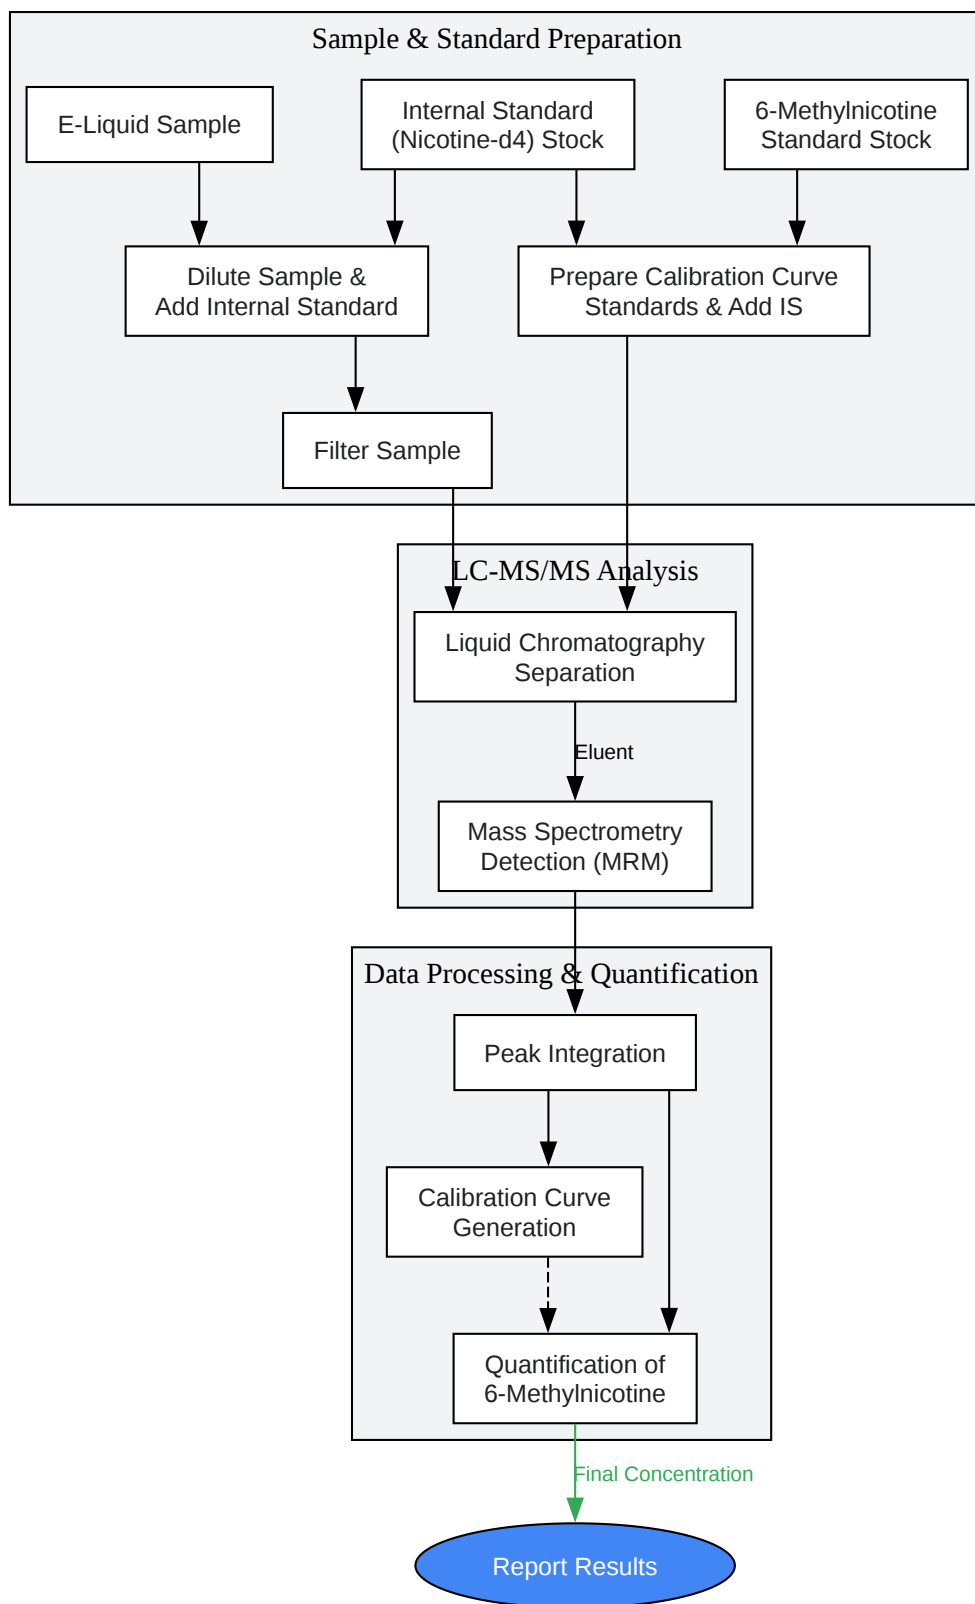 Sample & Standard Preparation
E-Liquid Sample
Internal Standard
(Nicotine-d4) Stock
6-Methylnicotine
Standard Stock
Dilute Sample &
Add Internal Standard
Prepare Calibration Curve
Standards & Add IS
Filter Sample
LC-MS/MS Analysis
Liquid Chromatography
Separation
Eluent
Mass Spectrometry
Detection (MRM)
Data Processing & Quantification
Peak Integration
Calibration Curve
Generation
Quantification of
6-Methylnicotine
Final Concentration
Report Results